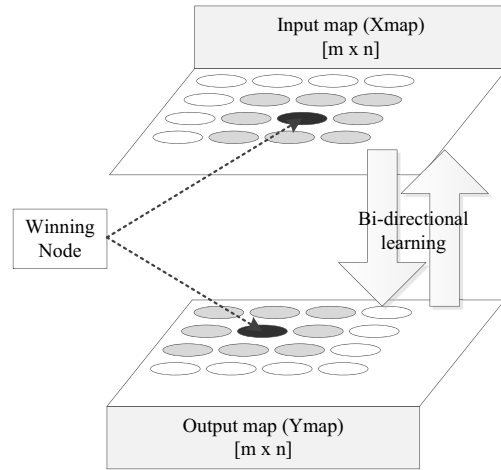 Input map (Xmap)
[m x n]
Bi-directional
learning
Winning
Node
Output map (Ymap)
[m x n]